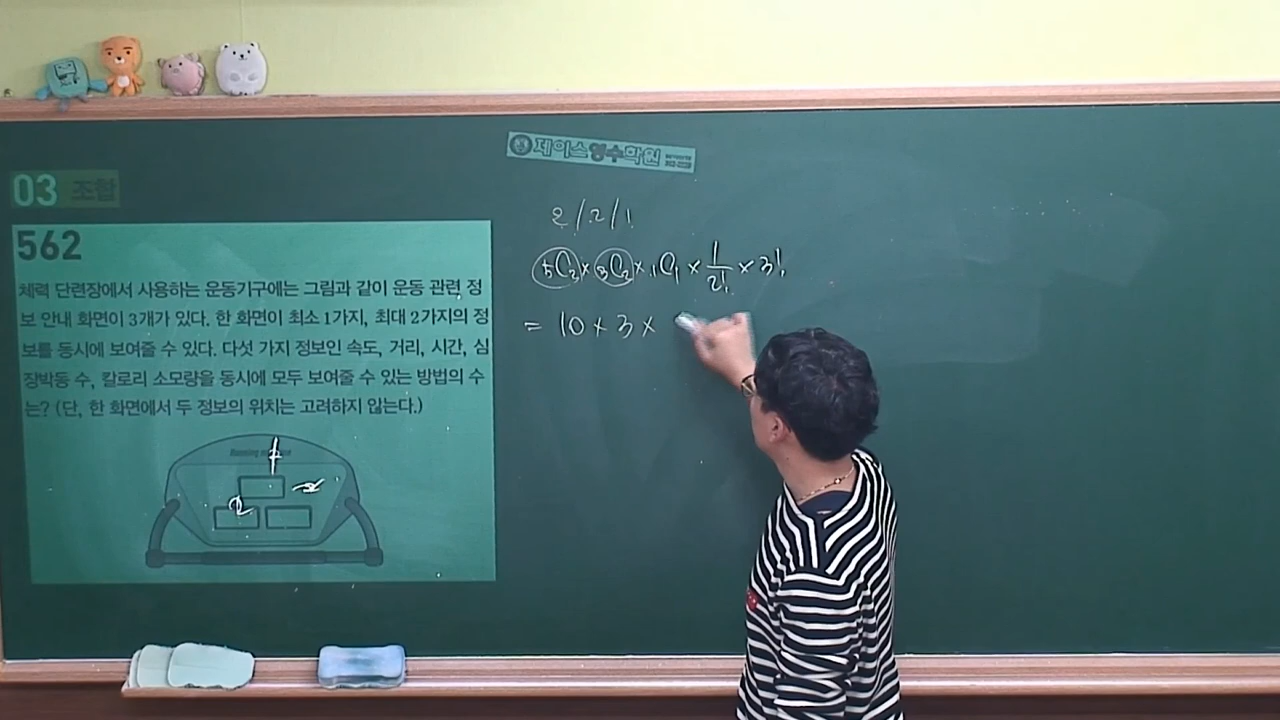 제이스영수학원
03 조합
562
체력 단련장에서 사용하는 운동기구에는 그림과 같이 운동 관련 정
보 안내 화면이 3개가 있다. 한 화면이 최소 1가지, 최대 2가지의 정
보를 동시에 보여줄 수 있다. 다섯 가지 정보인 속도, 거리, 시간, 심
장박동 수, 칼로리 소모량을 동시에 모두 보여줄 수 있는 방법의 수
는? (단, 한 화면에서 두 정보의 위치는 고려하지 않는다.)
Running
1
2
2
2/2/1
₅C₂×₃C₂×₁C₁×1/2!×3!
= 10×3×